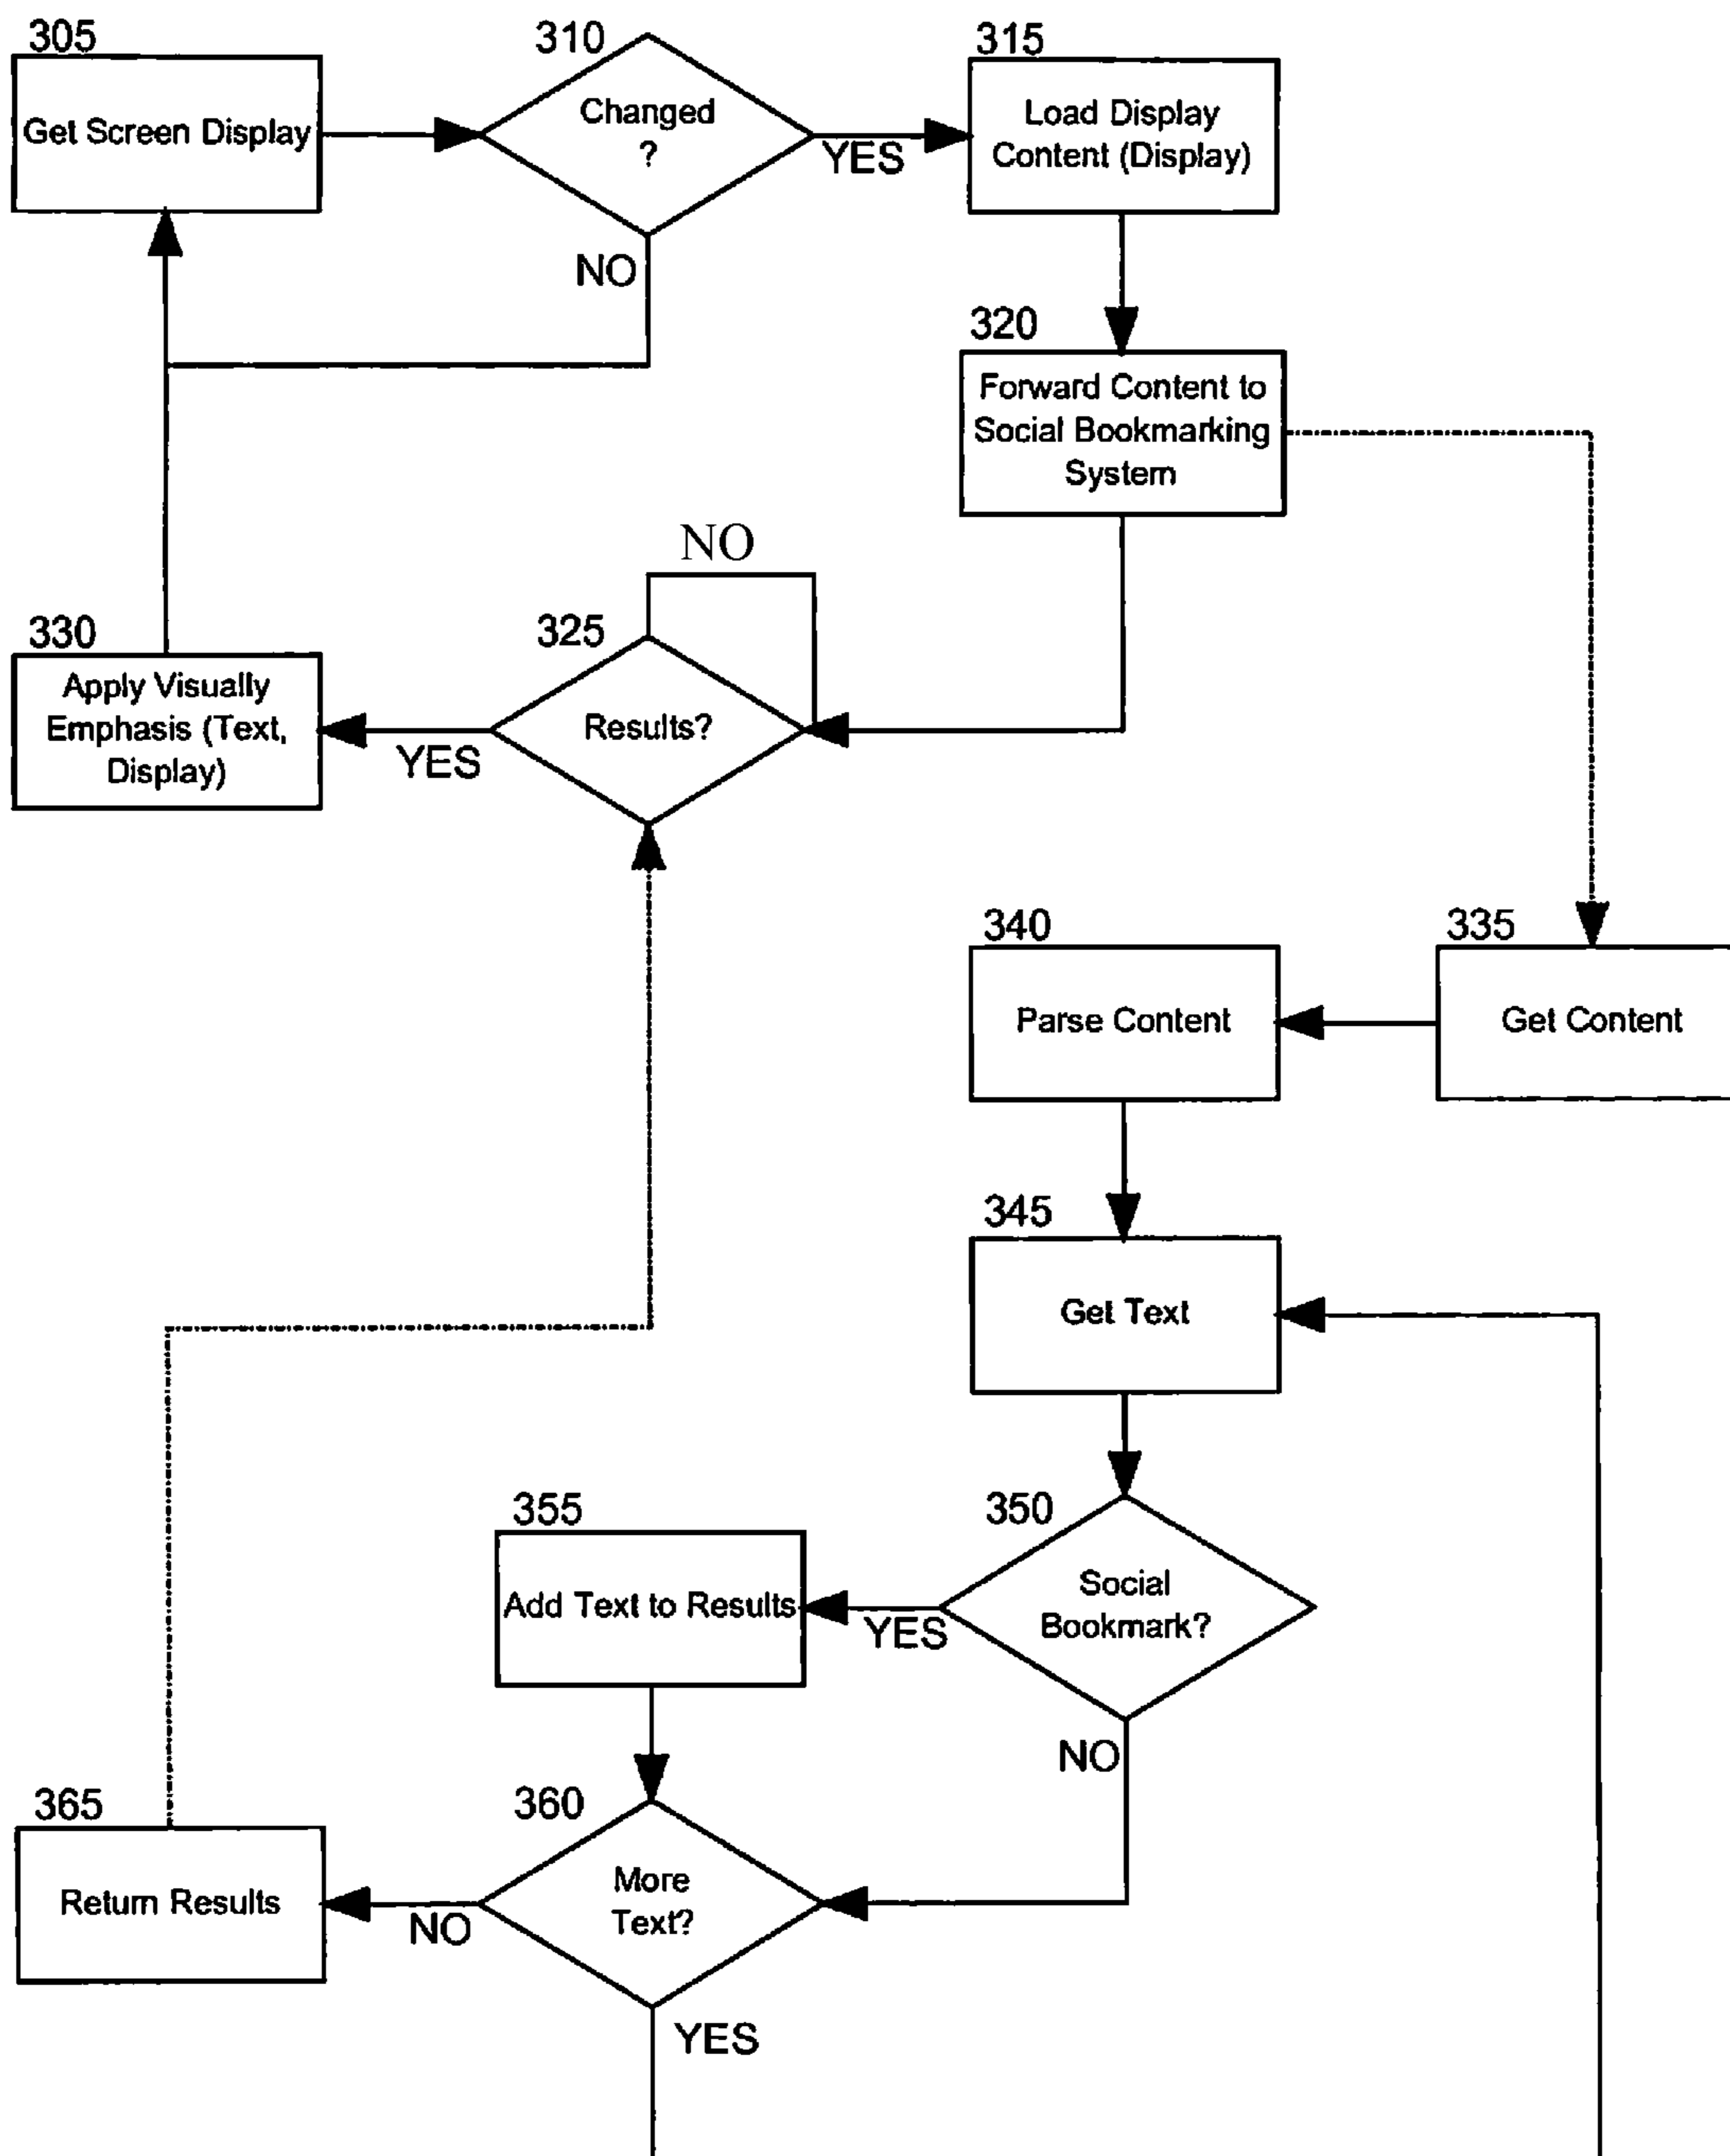 305
Get Screen Display
310
Changed
?
YES
NO
315
Load Display
Content (Display)
320
Forward Content to
Social Bookmarking
System
NO
325
Results?
YES
330
Apply Visually
Emphasis (Text,
Display)
335
Get Content
340
Parse Content
345
Get Text
350
Social
Bookmark?
YES
NO
355
Add Text to Results
360
More
Text?
NO
YES
365
Return Results